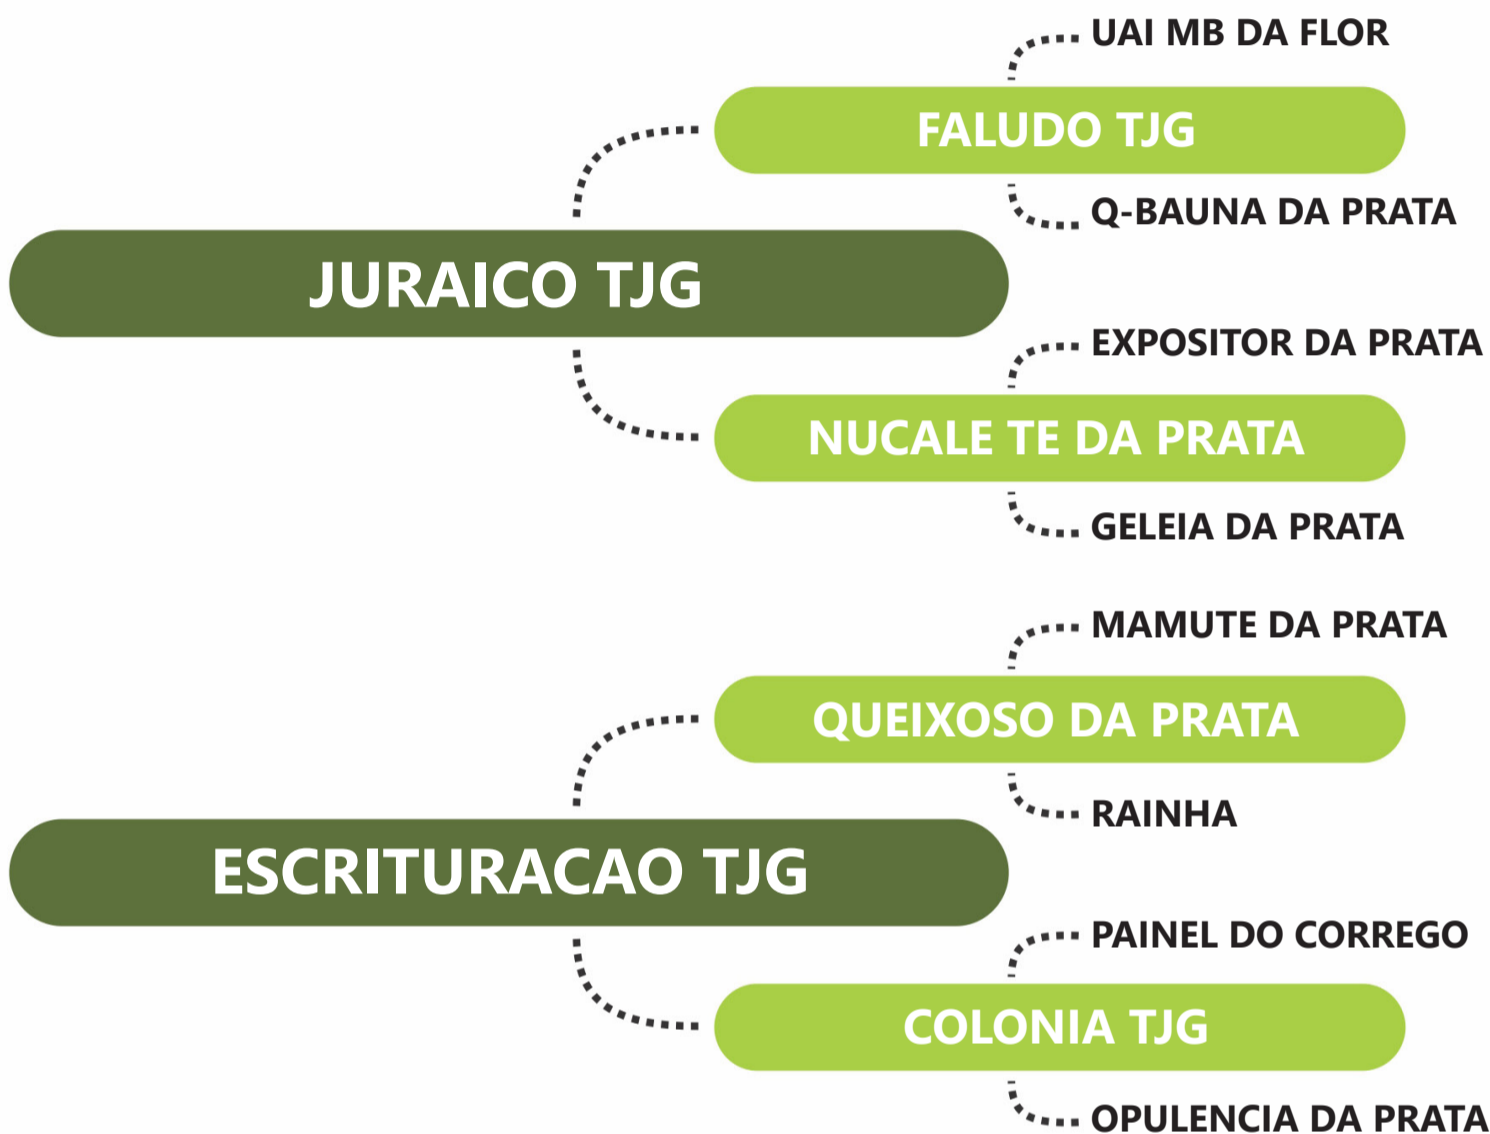 UAI MB DA FLOR
FALUDO TJG
Q-BAUNA DA PRATA
JURAICO TJG
EXPOSITOR DA PRATA
NUCALE TE DA PRATA
GELEIA DA PRATA
MAMUTE DA PRATA
QUEIXOSO DA PRATA
RAINHA
ESCRITURACAO TJG
PAINEL DO CORREGO
COLONIA TJG
OPULENCIA DA PRATA